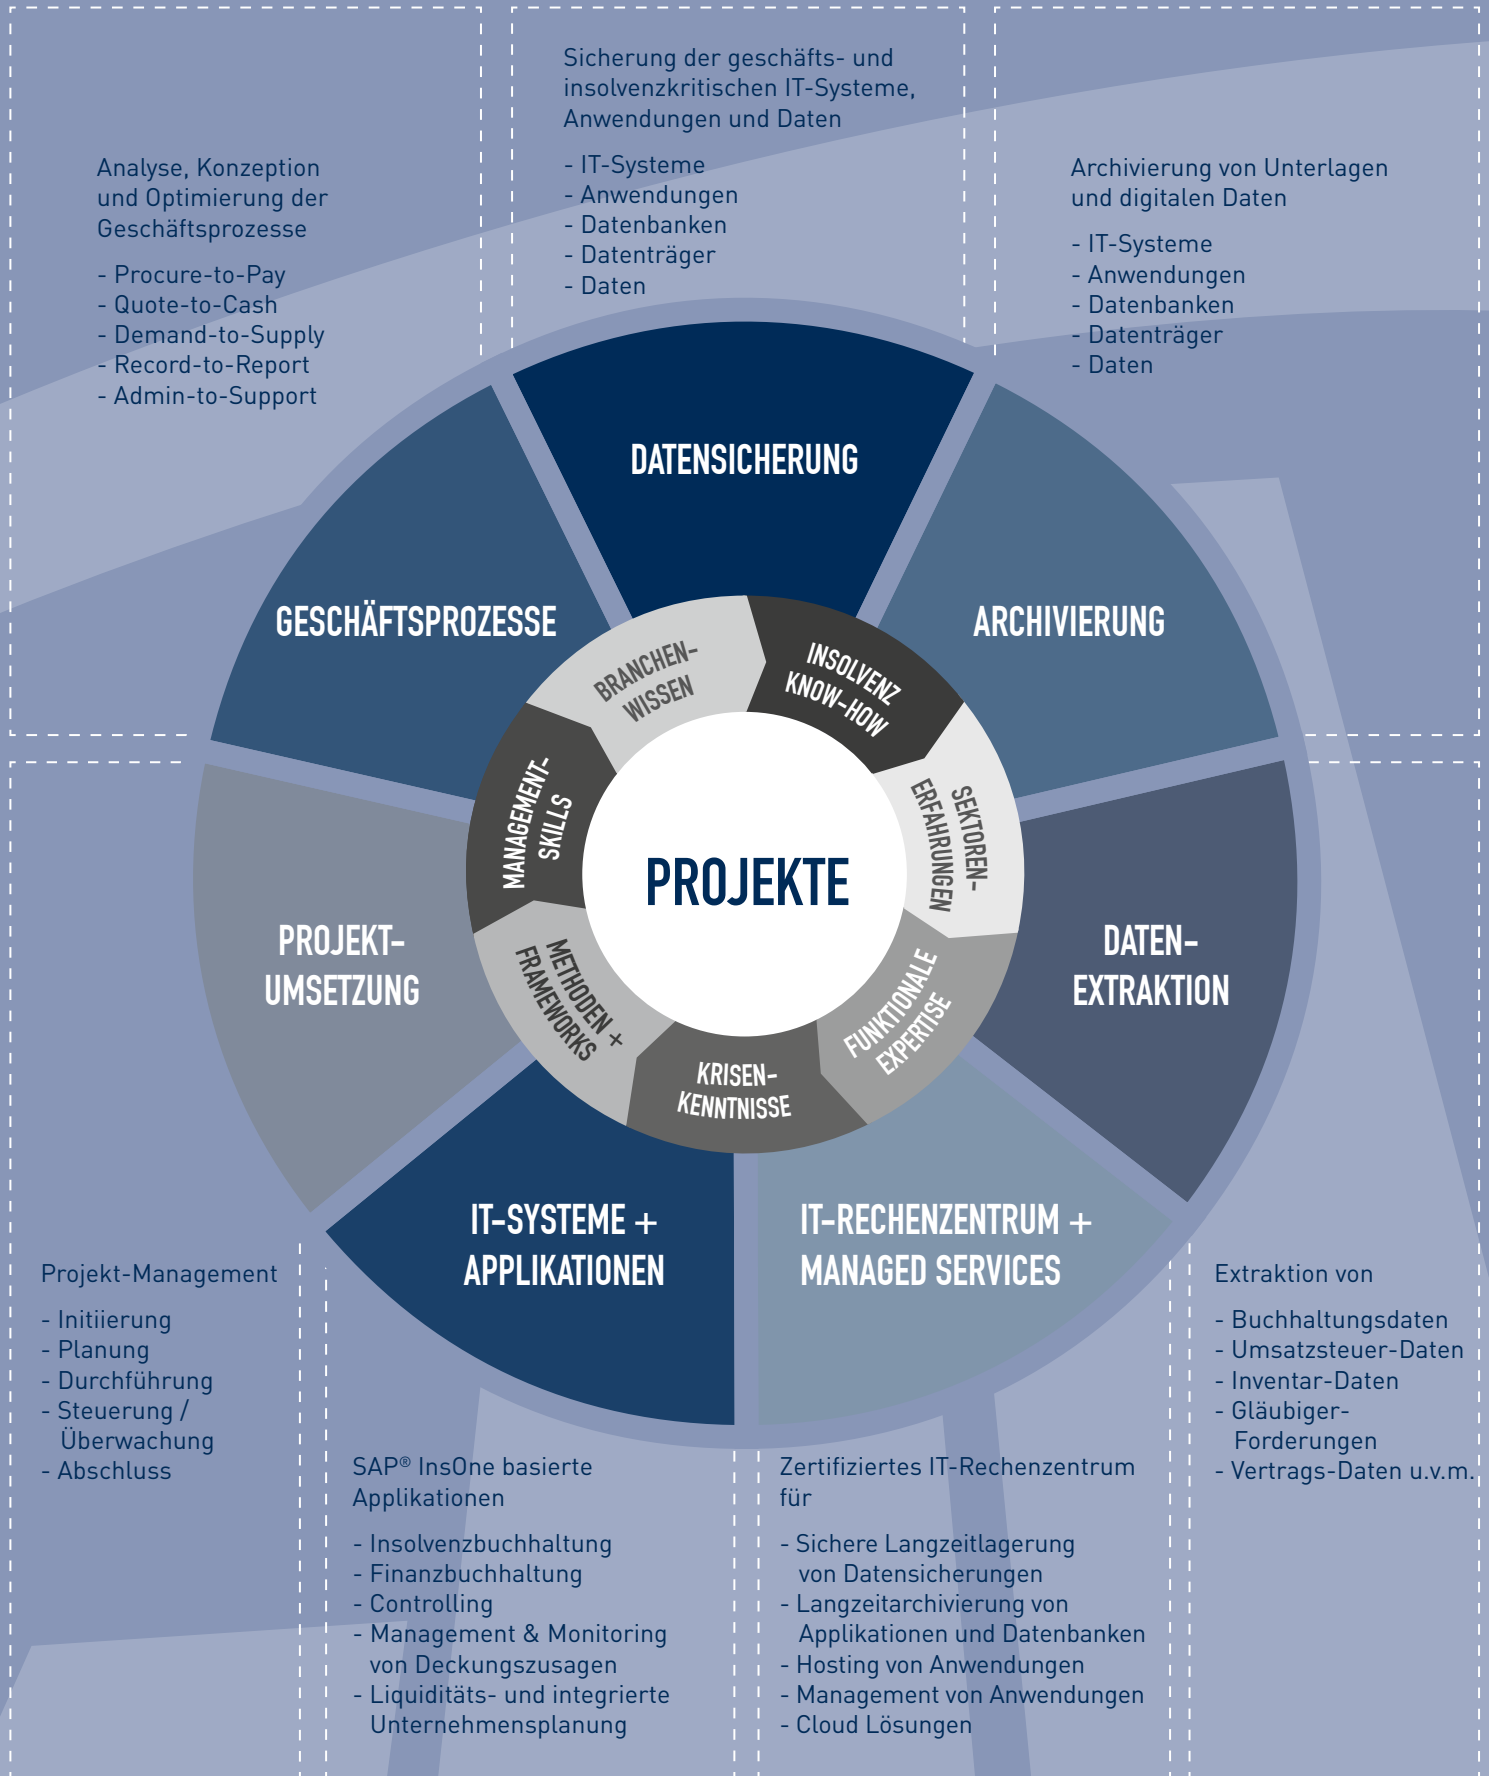 Analyse, Konzeption
und Optimierung der
Geschäftsprozesse
- Procure-to-Pay
- Quote-to-Cash
- Demand-to-Supply
- Record-to-Report
- Admin-to-Support
Sicherung der geschäfts- und
insolvenzkritischen IT-Systeme,
Anwendungen und Daten
- IT-Systeme
- Anwendungen
- Datenbanken
- Datenträger
- Daten
Archivierung von Unterlagen
und digitalen Daten
- IT-Systeme
- Anwendungen
- Datenbanken
- Datenträger
- Daten
DATENSICHERUNG
GESCHÄFTSPROZESSE
ARCHIVIERUNG
BRANCHEN-
WISSEN
INSOLVENZ
KNOW-HOW
MANAGEMENT-
SKILLS
SEKTOREN-
ERFAHRUNGEN
PROJEKTE
PROJEKT-
UMSETZUNG
DATEN-
EXTRAKTION
METHODEN +
FRAMEWORKS
FUNKTIONALE
EXPERTISE
KRISEN-
KENNTNISSE
IT-SYSTEME +
APPLIKATIONEN
IT-RECHENZENTRUM +
MANAGED SERVICES
Projekt-Management
- Initiierung
- Planung
- Durchführung
- Steuerung /
Überwachung
- Abschluss
SAP® InsOne basierte
Applikationen
- Insolvenzbuchhaltung
- Finanzbuchhaltung
- Controlling
- Management & Monitoring
von Deckungszusagen
- Liquiditäts- und integrierte
Unternehmensplanung
Zertifiziertes IT-Rechenzentrum
für
- Sichere Langzeitlagerung
von Datensicherungen
- Langzeitarchivierung von
Applikationen und Datenbanken
- Hosting von Anwendungen
- Management von Anwendungen
- Cloud Lösungen
Extraktion von
- Buchhaltungsdaten
- Umsatzsteuer-Daten
- Inventar-Daten
- Gläubiger-
Forderungen
- Vertrags-Daten u.v.m.